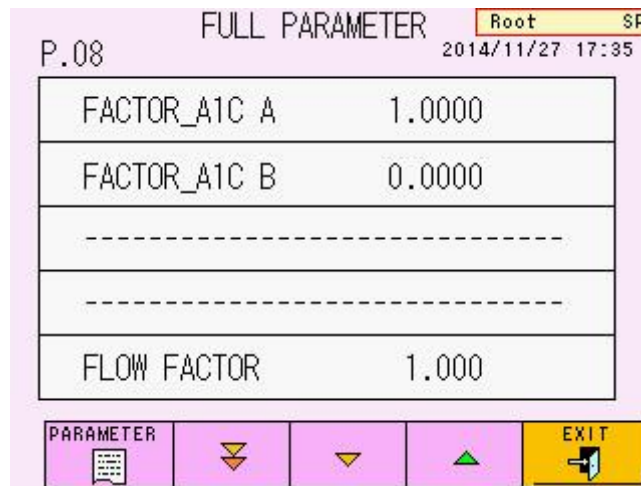 FULL PARAMETER
Root SP
P.08
2014/11/27 17:35
FACTOR_A1C A 1.0000
FACTOR_A1C B 0.0000
------------------------------
------------------------------
FLOW FACTOR 1.000
PARAMETER
EXIT